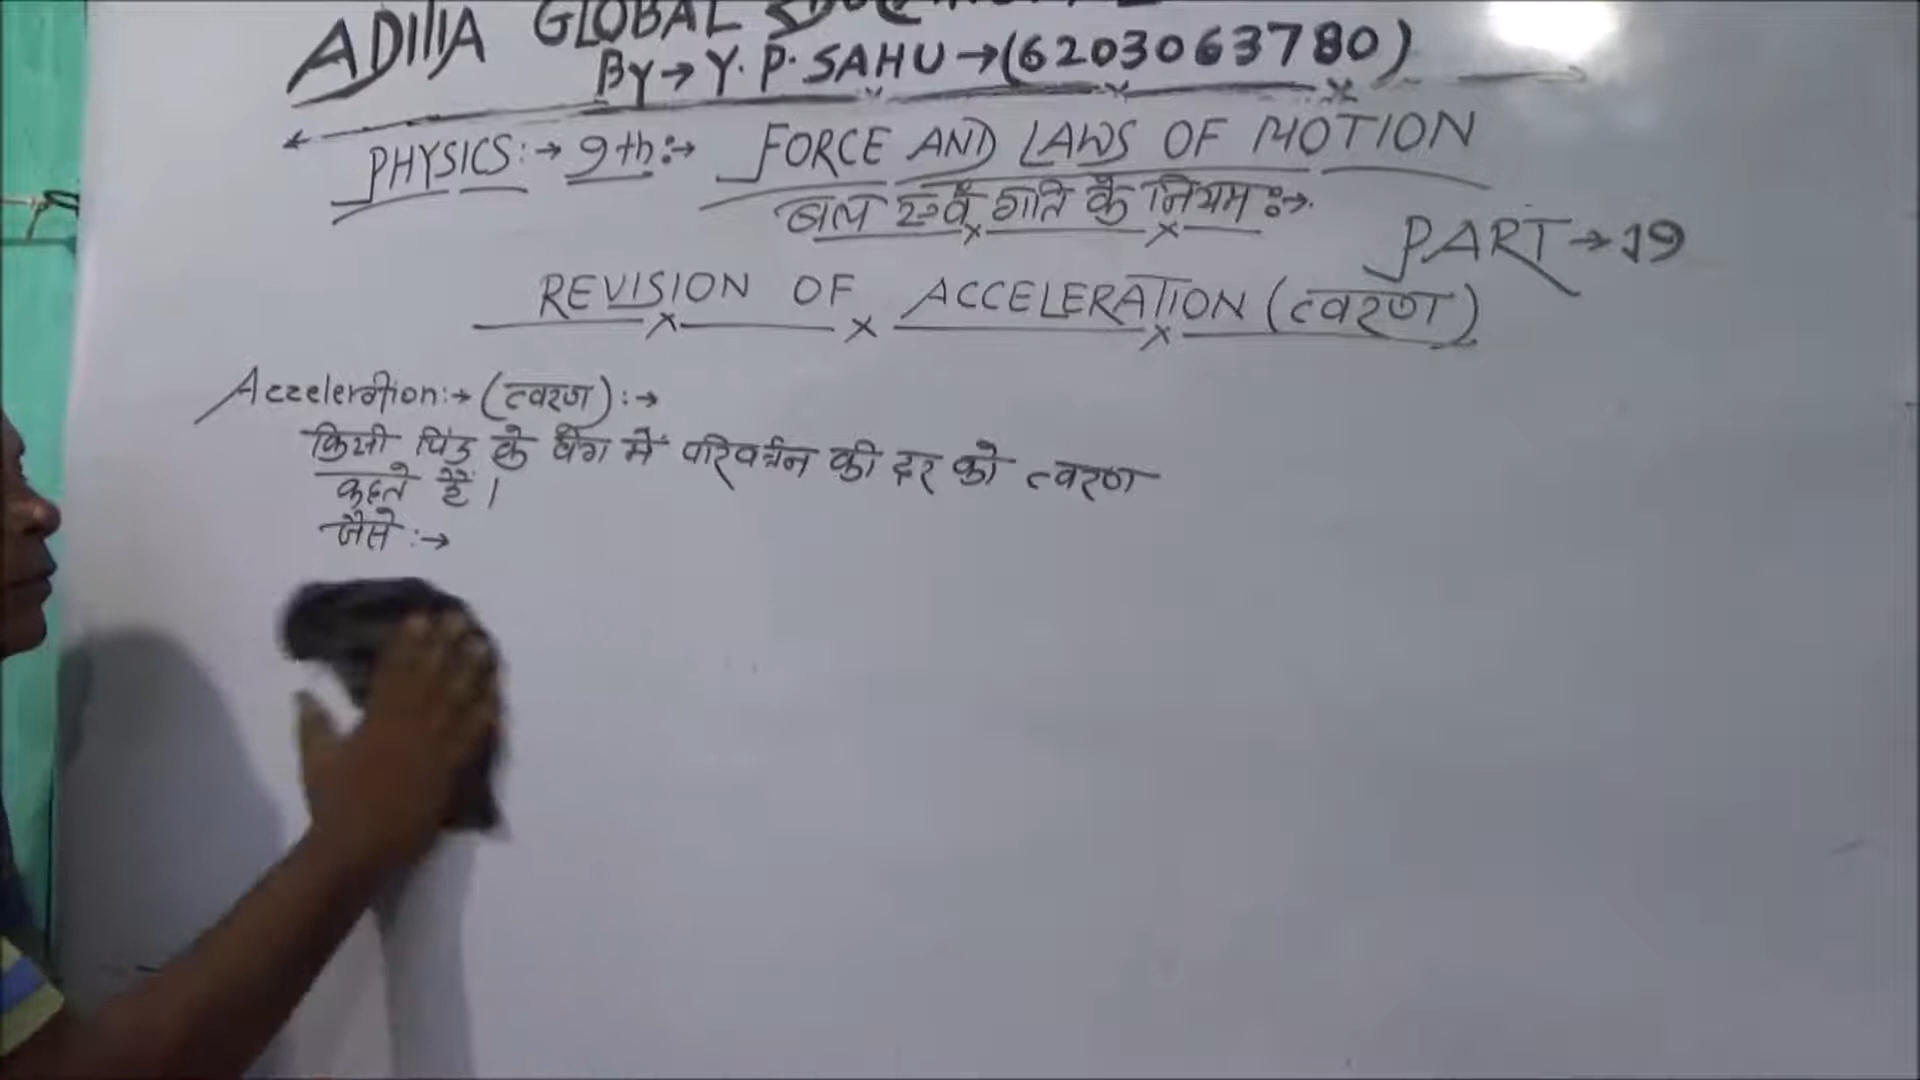 ADITIA GLOBAL
By → Y. P. SAHU → (6203063780)
PHYSICS :→ 9th :→ FORCE AND LAWS OF MOTION
बल एवं गति के नियम :→
PART → 19
REVISION OF ACCELERATION (त्वरण)
Acceleration :→ (त्वरण) :→
किसी पिंड के वेग में परिवर्तन की दर को त्वरण
कहते हैं।
जैसे :→